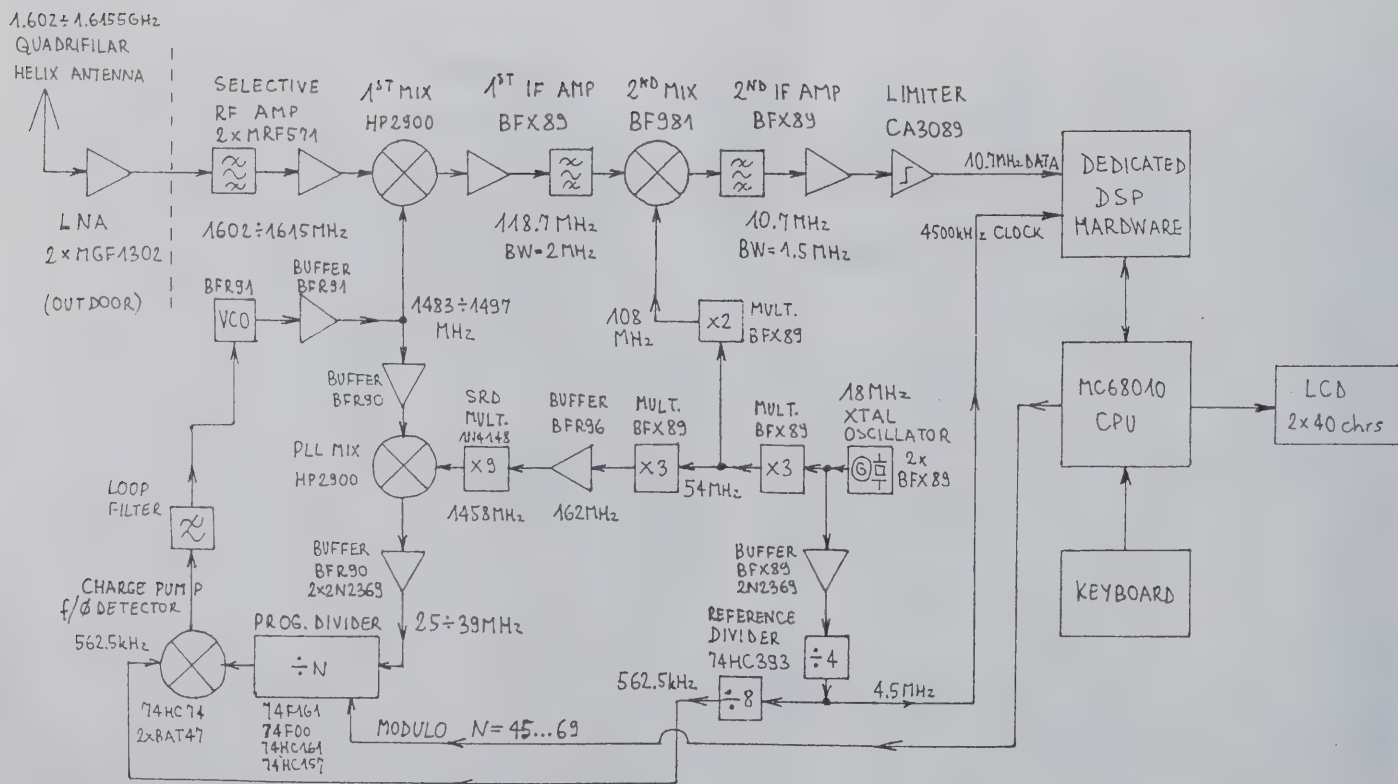 1.602÷1.6155GHz
QUADRIFILAR
HELIX ANTENNA
SELECTIVE
RF AMP
2×MRF571
1ST MIX
HP2900
1ST IF AMP
BFX89
2ND MIX
BF981
2ND IF AMP
BFX89
LIMITER
CA3089
10.7MHz DATA
DEDICATED
DSP
HARDWARE
4500kHz CLOCK
LNA
2×MGF1302
(OUTDOOR)
1602÷1615MHz
118.7MHz
BW=2MHz
10.7MHz
BW=1.5MHz
BFR91
VCO
BUFFER
BFR91
1483÷1497
MHz
108
MHz
×2
MULT.
BFX89
BUFFER
BFR90
PLL MIX
HP2900
SRD
MULT.
1N4148
×9
1458MHz
BUFFER
BFR96
162MHz
MULT.
BFX89
×3
54MHz
MULT.
BFX89
×3
18MHz
XTAL
OSCILLATOR
2×
BFX89
G
MC68010
CPU
LCD
2×40 chrs
KEYBOARD
LOOP
FILTER
CHARGE PUMP
f/Ø DETECTOR
562.5kHz
74HC74
2×BAT47
BUFFER
BFR90
2×2N2369
25÷39MHz
PROG. DIVIDER
÷N
74F161
74F00
74HC161
74HC157
BUFFER
BFX89
2N2369
REFERENCE
DIVIDER
74HC393
÷4
4.5MHz
562.5kHz
÷8
MODULO N=45...69